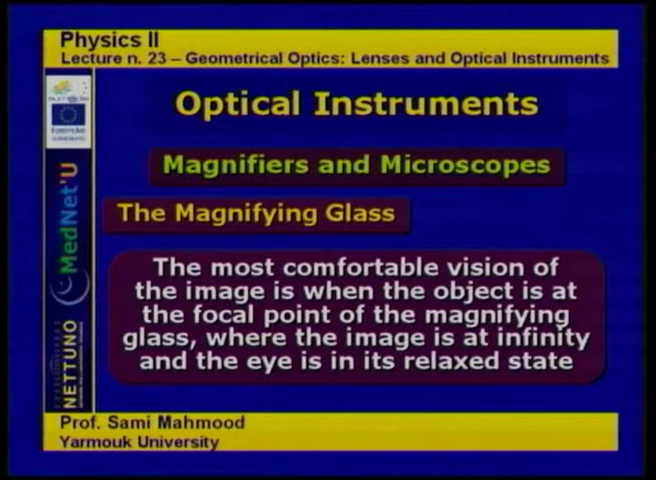 Physics II
Lecture n. 23 – Geometrical Optics: Lenses and Optical Instruments
Optical Instruments
Magnifiers and Microscopes
The Magnifying Glass
The most comfortable vision of
the image is when the object is at
the focal point of the magnifying
glass, where the image is at infinity
and the eye is in its relaxed state
MedNet'U
NETTUNO
Prof. Sami Mahmood
Yarmouk University